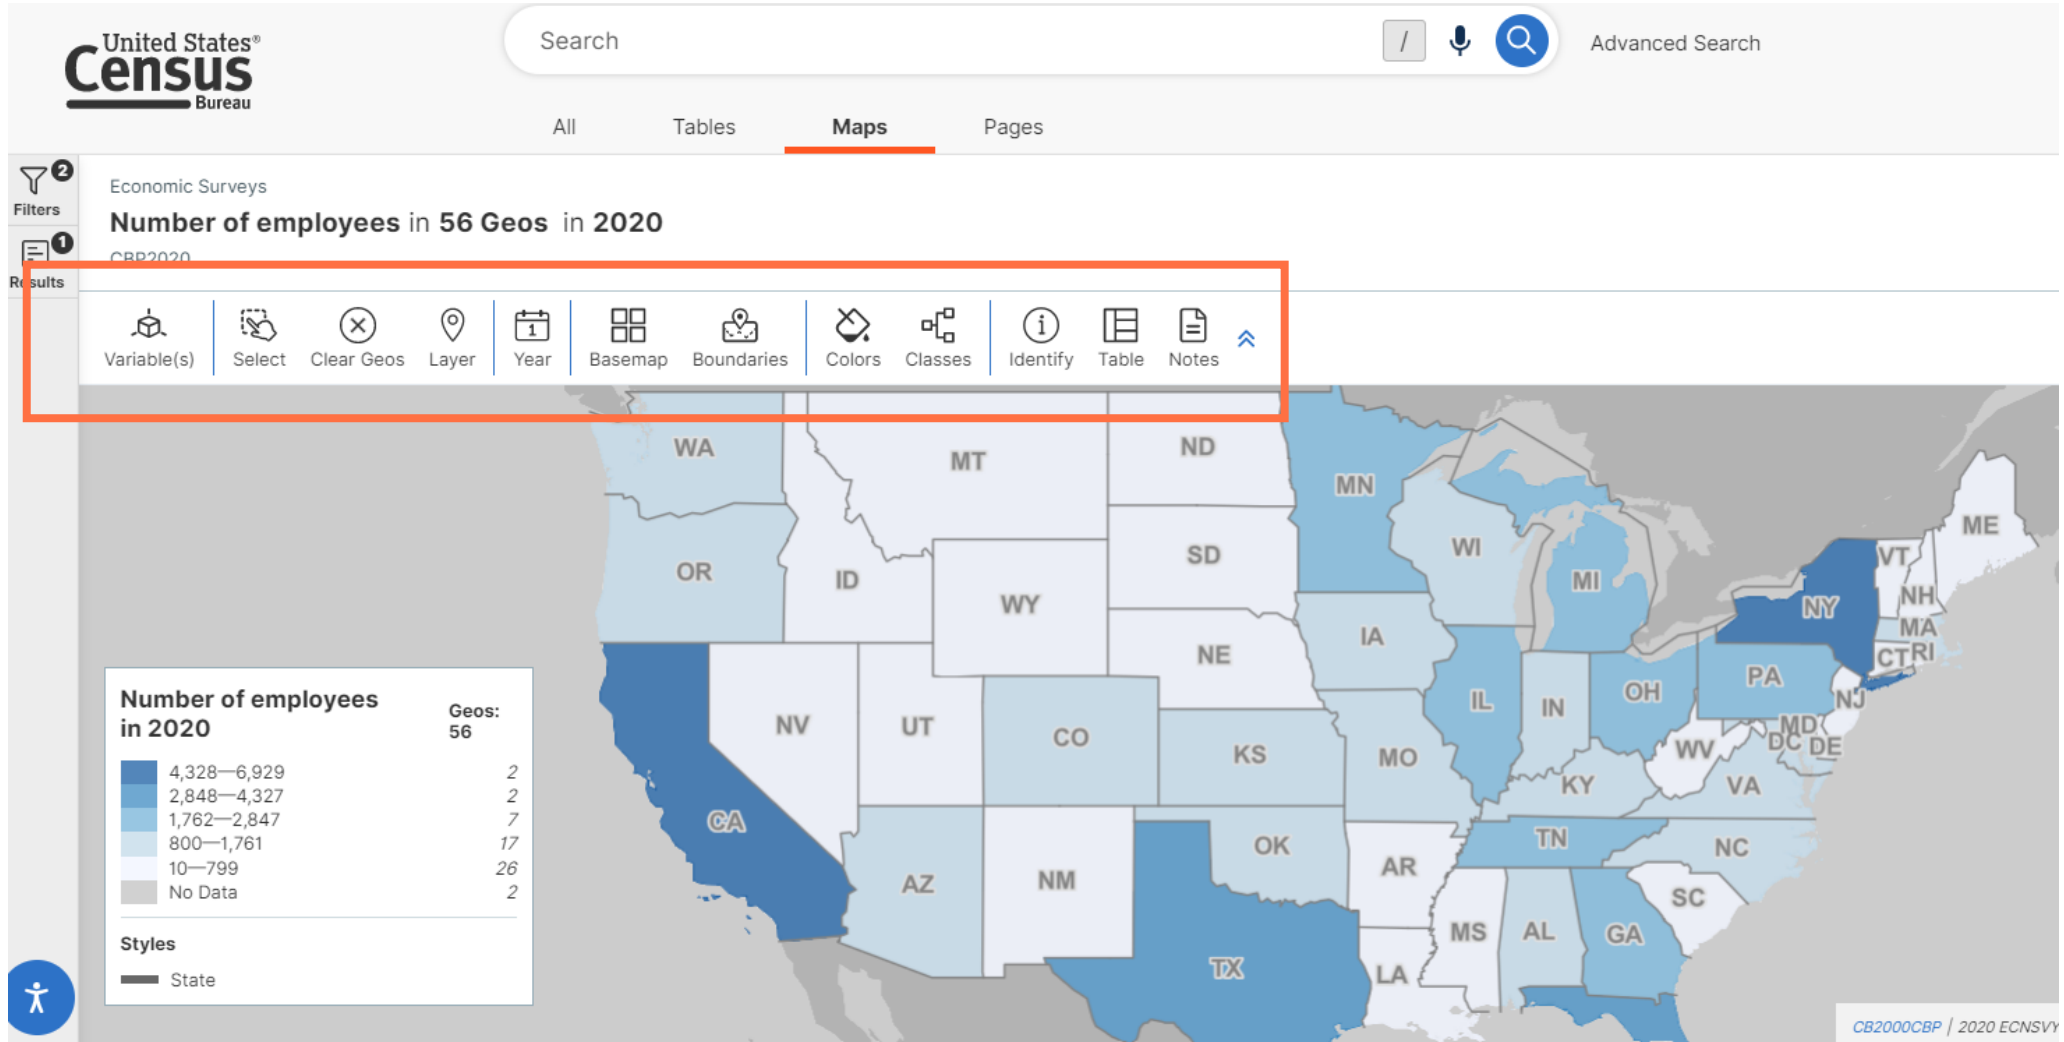 United States®
Census
Bureau
Search
/
Advanced Search
All Tables Maps Pages
2
Filters
1
Results
Economic Surveys
Number of employees in 56 Geos in 2020
CBP2020
Variable(s) Select Clear Geos Layer Year Basemap Boundaries Colors Classes Identify Table Notes
WA
MT
ND
MN
OR
ID
WY
SD
WI
MI
ME
VT
NY
NH
MA
CT RI
NE
IA
IL
IN
OH
PA
NJ
MD
DC DE
WV
VA
NV
UT
CO
KS
MO
KY
CA
AZ
NM
OK
AR
TN
NC
SC
TX
LA
MS
AL
GA
Number of employees
in 2020
Geos:
56
4,328—6,929 2
2,848—4,327 2
1,762—2,847 7
800—1,761 17
10—799 26
No Data 2
Styles
State
CB2000CBP | 2020 ECNSVY